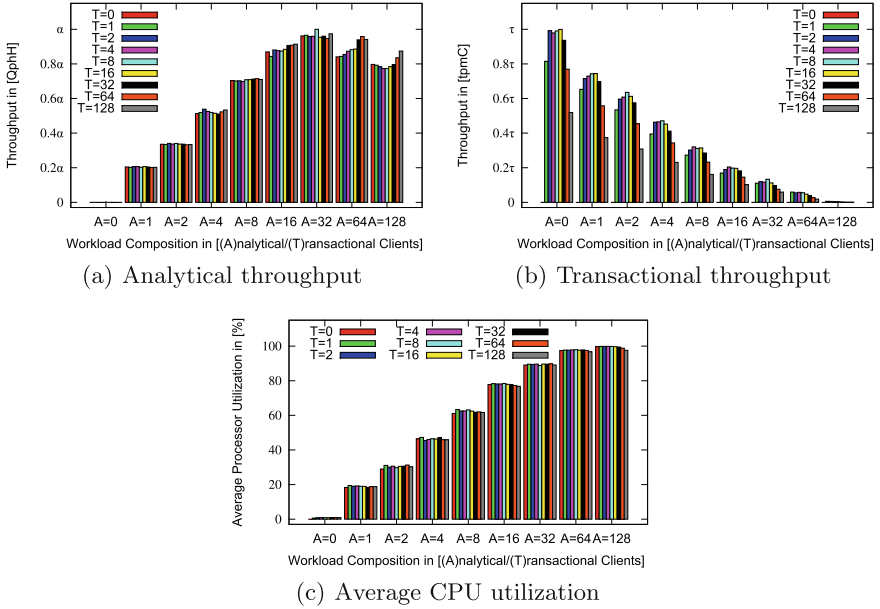 Throughput in [QphH]
α
0.8α
0.6α
0.4α
0.2α
0
T=0
T=1
T=2
T=4
T=8
T=16
T=32
T=64
T=128
A=0 A=1 A=2 A=4 A=8 A=16 A=32 A=64 A=128
Workload Composition in [(A)nalytical/(T)ransactional Clients]
(a) Analytical throughput
Throughput in [tpmC]
τ
0.8τ
0.6τ
0.4τ
0.2τ
0
T=0
T=1
T=2
T=4
T=8
T=16
T=32
T=64
T=128
A=0 A=1 A=2 A=4 A=8 A=16 A=32 A=64 A=128
Workload Composition in [(A)nalytical/(T)ransactional Clients]
(b) Transactional throughput
Average Processor Utilization in [%]
100
80
60
40
20
0
T=0 T=4 T=32
T=1 T=8 T=64
T=2 T=16 T=128
A=0 A=1 A=2 A=4 A=8 A=16 A=32 A=64 A=128
Workload Composition in [(A)nalytical/(T)ransactional Clients]
(c) Average CPU utilization